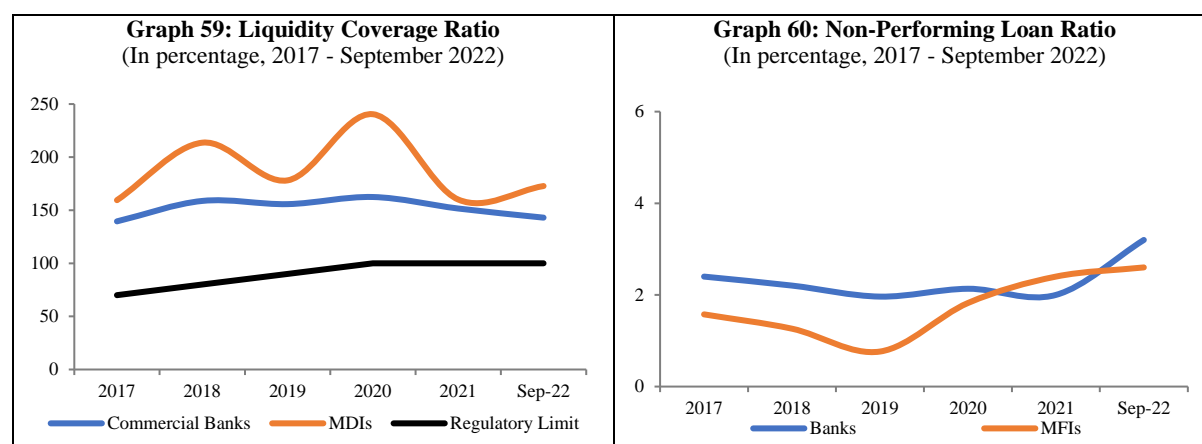 Graph 59: Liquidity Coverage Ratio
(In percentage, 2017 - September 2022)
250
200
150
100
50
0
2017 2018 2019 2020 2021 Sep-22
Commercial Banks MDIs Regulatory Limit
Graph 60: Non-Performing Loan Ratio
(In percentage, 2017 - September 2022)
6
4
2
0
2017 2018 2019 2020 2021 Sep-22
Banks MFIs